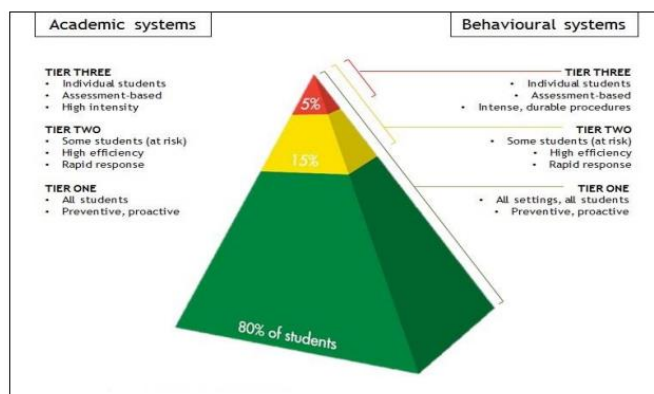 Academic systems
Behavioural systems
TIER THREE
• Individual students
• Assessment-based
• High intensity
TIER TWO
• Some students (at risk)
• High efficiency
• Rapid response
TIER ONE
• All students
• Preventive, proactive
5%
15%
80% of students
TIER THREE
• Individual students
• Assessment-based
• Intense, durable procedures
TIER TWO
• Some students (at risk)
• High efficiency
• Rapid response
TIER ONE
• All settings, all students
• Preventive, proactive